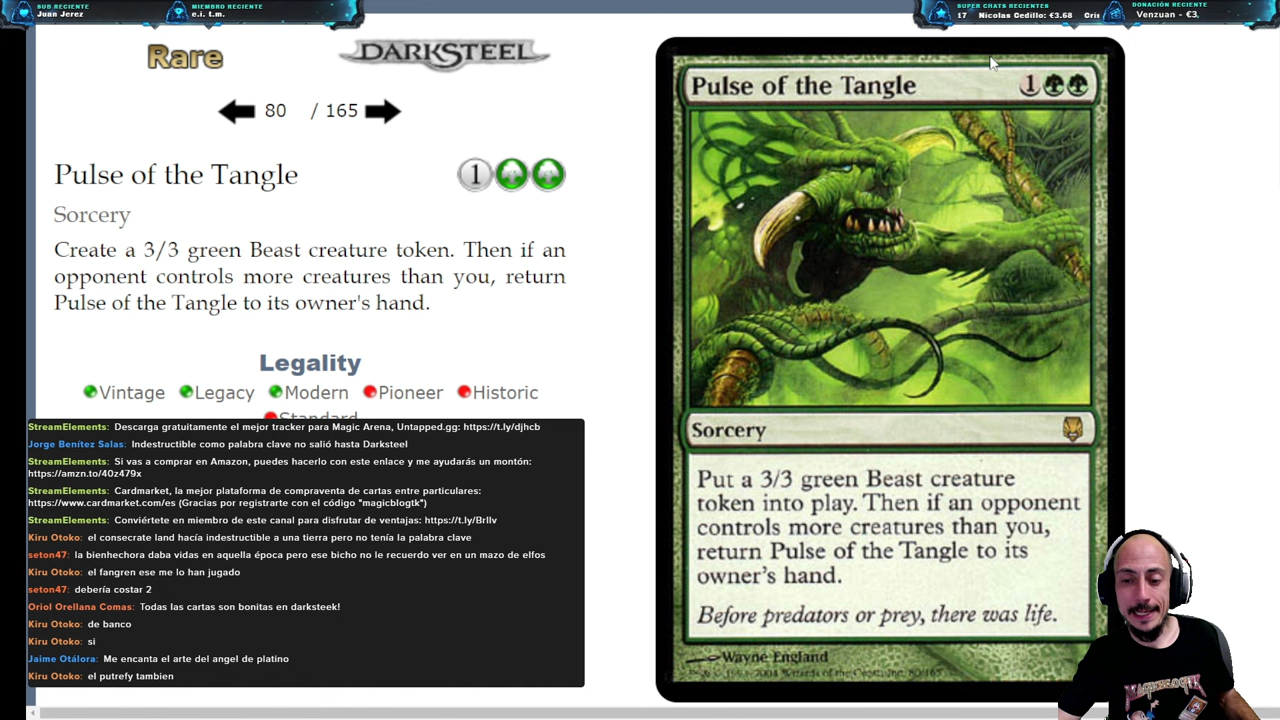 SUB RECIENTE
Juan Jerez
MIEMBRO RECIENTE
e.i. t.m.
SUPER CHATS RECIENTES
17 Nicolas Cedillo: €3.68 Cri
DONACIÓN RECIENTE
Venzuan - €3,
Rare
DARKSTEEL
80 / 165
Pulse of the Tangle
1
Sorcery
Create a 3/3 green Beast creature token. Then if an
opponent controls more creatures than you, return
Pulse of the Tangle to its owner's hand.
Legality
Vintage Legacy Modern Pioneer Historic
Standard
StreamElements: Descarga gratuitamente el mejor tracker para Magic Arena, Untapped.gg: https://t.ly/djhcb
Jorge Benítez Salas: Indestructible como palabra clave no salió hasta Darksteel
StreamElements: Si vas a comprar en Amazon, puedes hacerlo con este enlace y me ayudarás un montón:
https://amzn.to/40z479x
StreamElements: Cardmarket, la mejor plataforma de compraventa de cartas entre particulares:
https://www.cardmarket.com/es (Gracias por registrarte con el código "magicblogtk")
StreamElements: Conviértete en miembro de este canal para disfrutar de ventajas: https://t.ly/BrIIv
Kiru Otoko: el consecrate land hacía indestructible a una tierra pero no tenía la palabra clave
seton47: la bienhechora daba vidas en aquella época pero ese bicho no le recuerdo ver en un mazo de elfos
Kiru Otoko: el fangren ese me lo han jugado
seton47: debería costar 2
Oriol Orellana Comas: Todas las cartas son bonitas en darksteek!
Kiru Otoko: de banco
Kiru Otoko: si
Jaime Otálora: Me encanta el arte del angel de platino
Kiru Otoko: el putrefy tambien
Pulse of the Tangle 1
Sorcery
Put a 3/3 green Beast creature
token into play. Then if an opponent
controls more creatures than you,
return Pulse of the Tangle to its
owner's hand.
Before predators or prey, there was life.
Wayne England